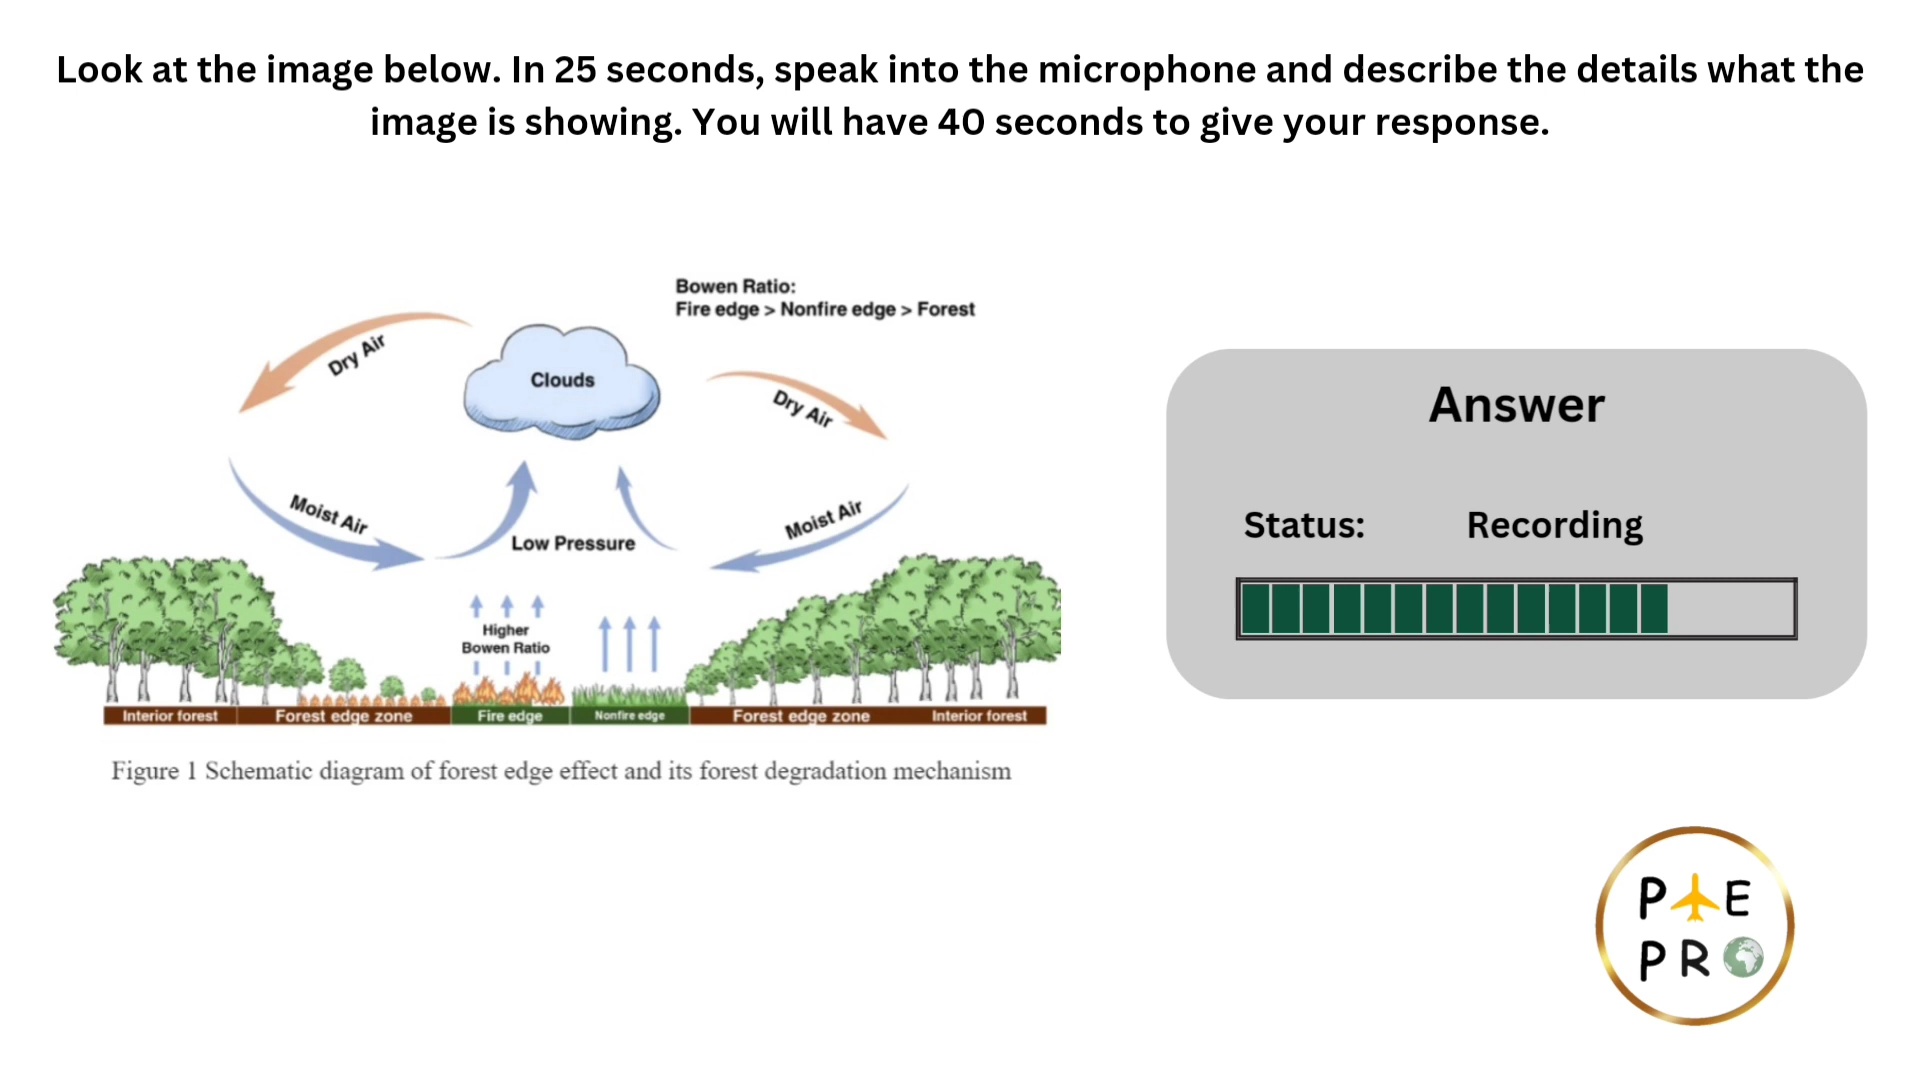 Look at the image below. In 25 seconds, speak into the microphone and describe the details what the
image is showing. You will have 40 seconds to give your response.
Bowen Ratio:
Fire edge > Nonfire edge > Forest
Dry Air
Clouds
Dry Air
Moist Air
Low Pressure
Moist Air
Higher
Bowen Ratio
Interior forest
Forest edge zone
Fire edge
Nonfire edge
Forest edge zone
Interior forest
Figure 1 Schematic diagram of forest edge effect and its forest degradation mechanism
Answer
Status: Recording
P E
P R